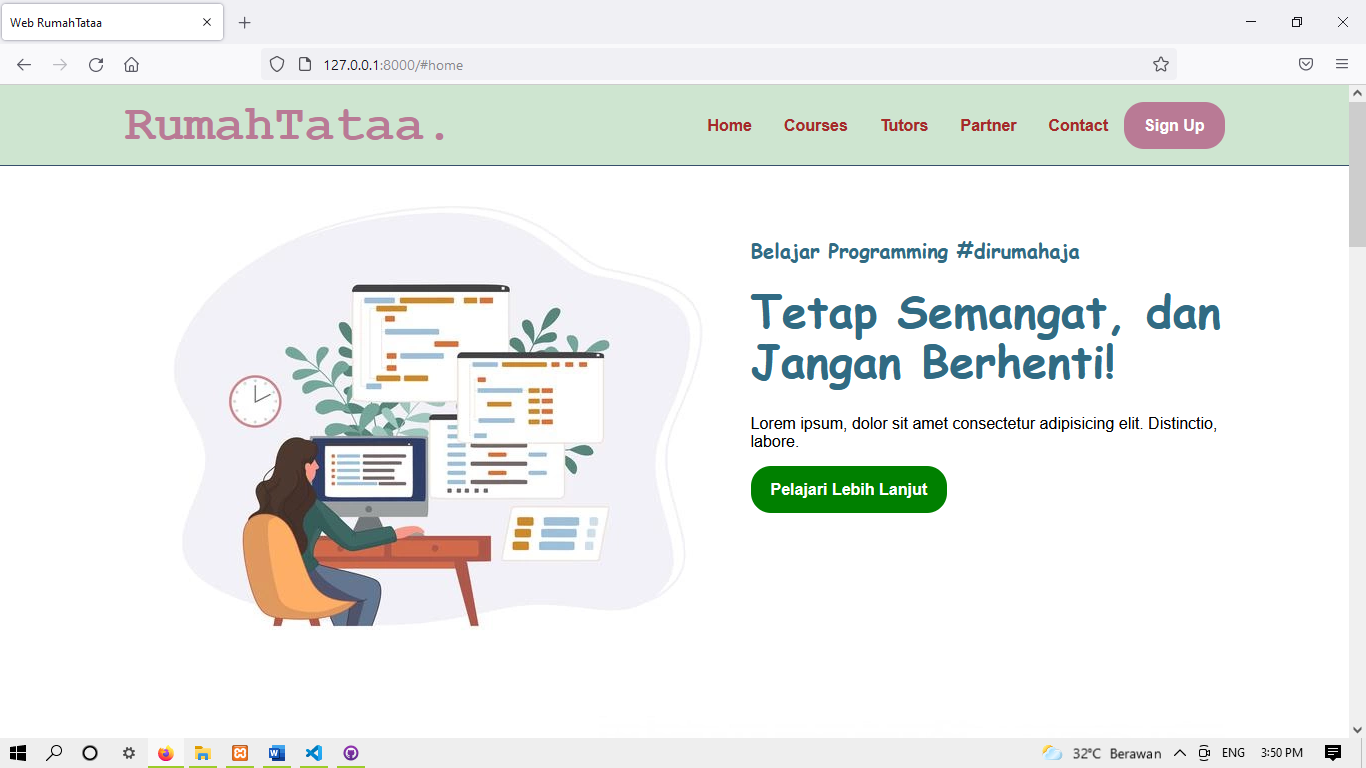 Web RumahTataa
127.0.0.1:8000/#home
RumahTataa.
Home Courses Tutors Partner Contact Sign Up
Belajar Programming #dirumahaja
Tetap Semangat, dan
Jangan Berhenti!
Lorem ipsum, dolor sit amet consectetur adipisicing elit. Distinctio,
labore.
Pelajari Lebih Lanjut
32°C Berawan ENG 3:50 PM